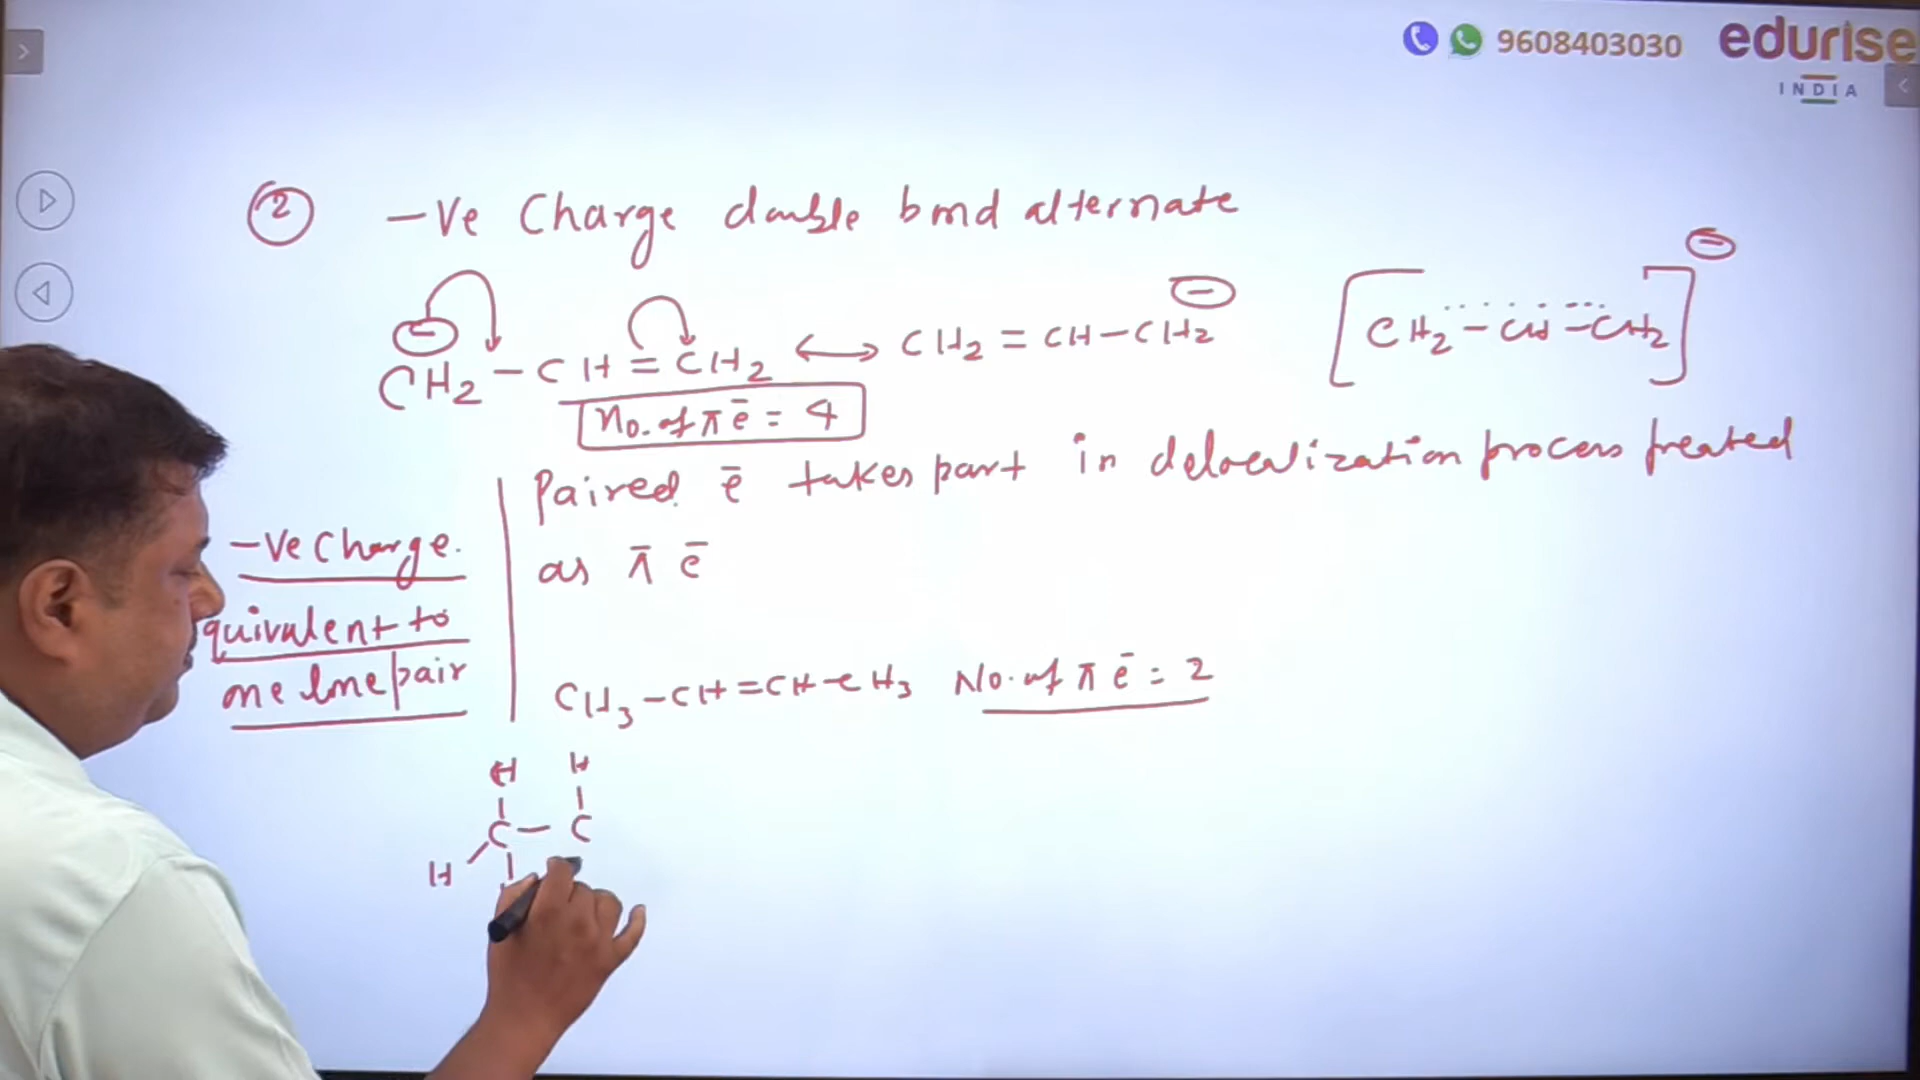 9608403030 edurise
INDIA
② -Ve Charge double bond alternate
⊖ ⊖ ⊖
CH2 - CH = CH2 ⟷ CH2 = CH - CH2 [CH2 - CH - CH2]
No. of π ē = 4
Paired ē takes part in delocalization process treated
as π ē
-Ve Charge.
quivalent to
one lone pair
CH3 - CH = CH - CH3 No. of π ē = 2
H H
C - C
H